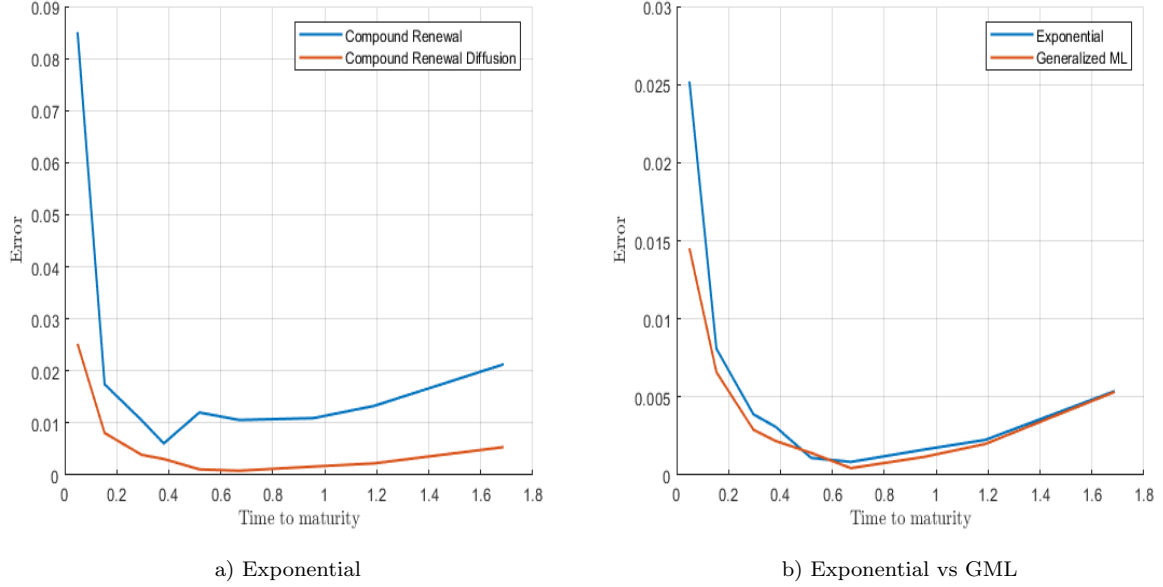 0.09
0.08
0.07
0.06
0.05
0.04
0.03
0.02
0.01
0
Error
0 0.2 0.4 0.6 0.8 1 1.2 1.4 1.6 1.8
Time to maturity
Compound Renewal
Compound Renewal Diffusion
a) Exponential
0.03
0.025
0.02
0.015
0.01
0.005
0
Error
0 0.2 0.4 0.6 0.8 1 1.2 1.4 1.6 1.8
Time to maturity
Exponential
Generalized ML
b) Exponential vs GML